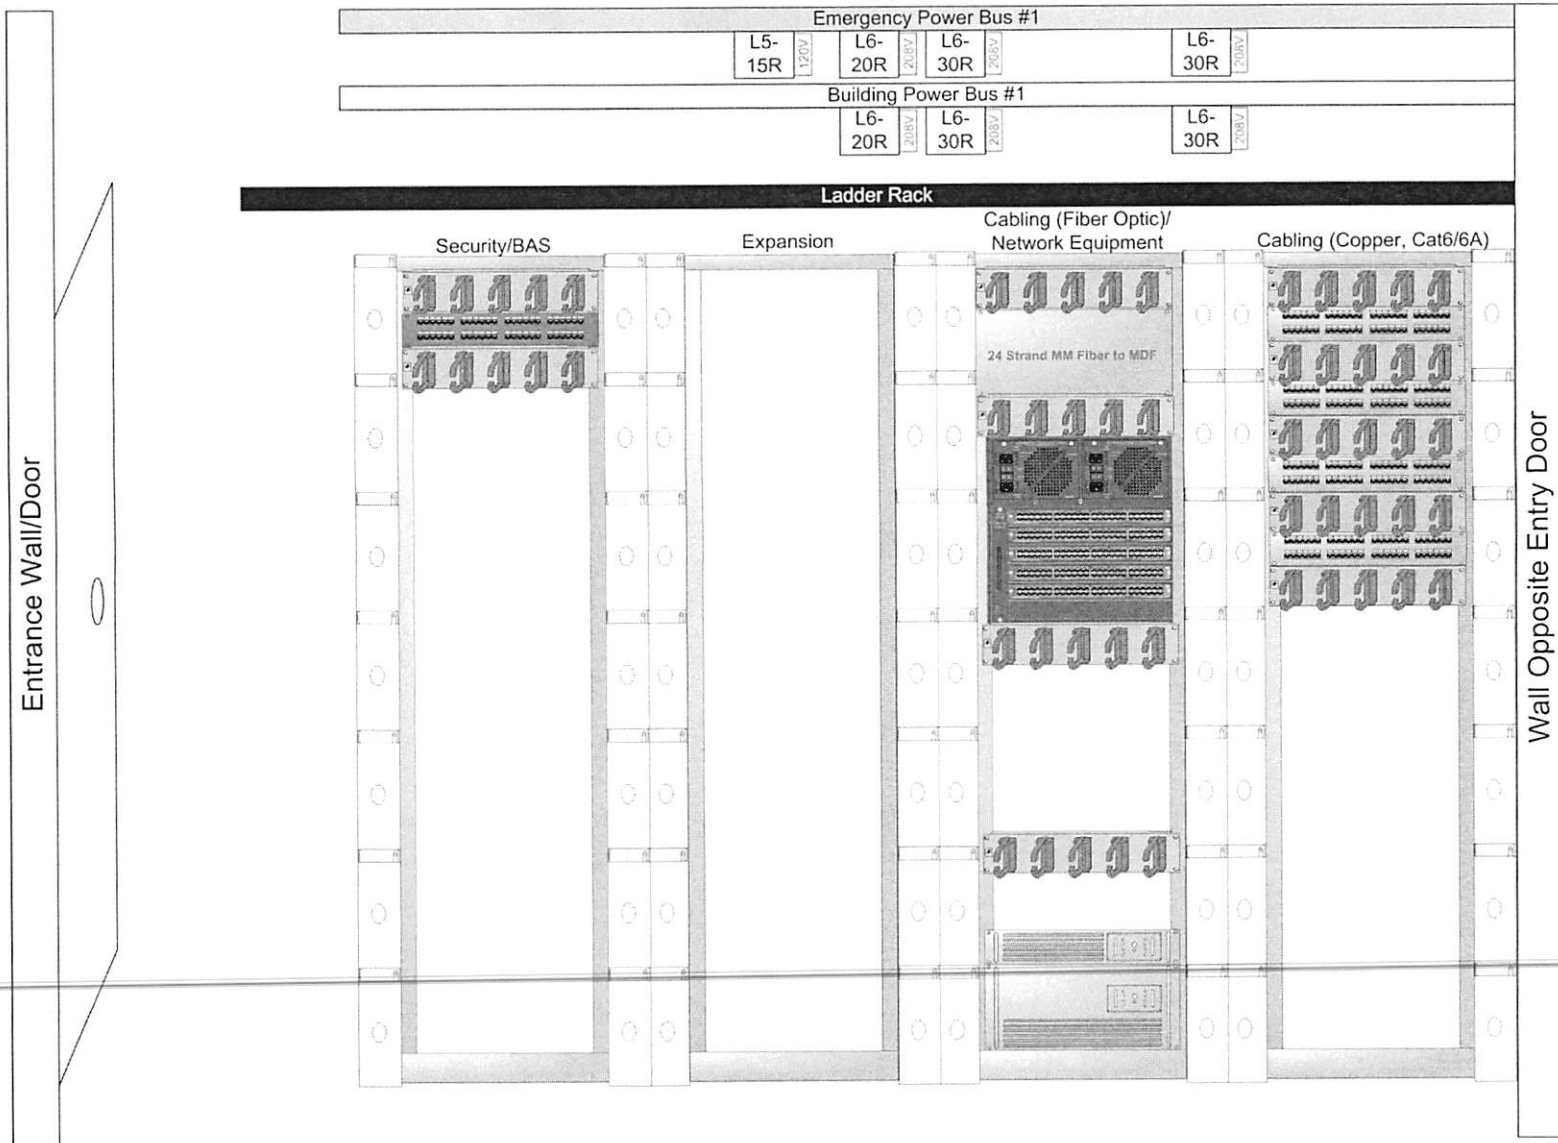 Emergency Power Bus #1
L5-
15R
120V
L6-
20R
208V
L6-
30R
208V
L6-
30R
208V
Building Power Bus #1
L6-
20R
208V
L6-
30R
208V
L6-
30R
208V
Ladder Rack
Security/BAS
Expansion
Cabling (Fiber Optic)/
Network Equipment
Cabling (Copper, Cat6/6A)
24 Strand MM Fiber to MDF
Entrance Wall/Door
Wall Opposite Entry Door